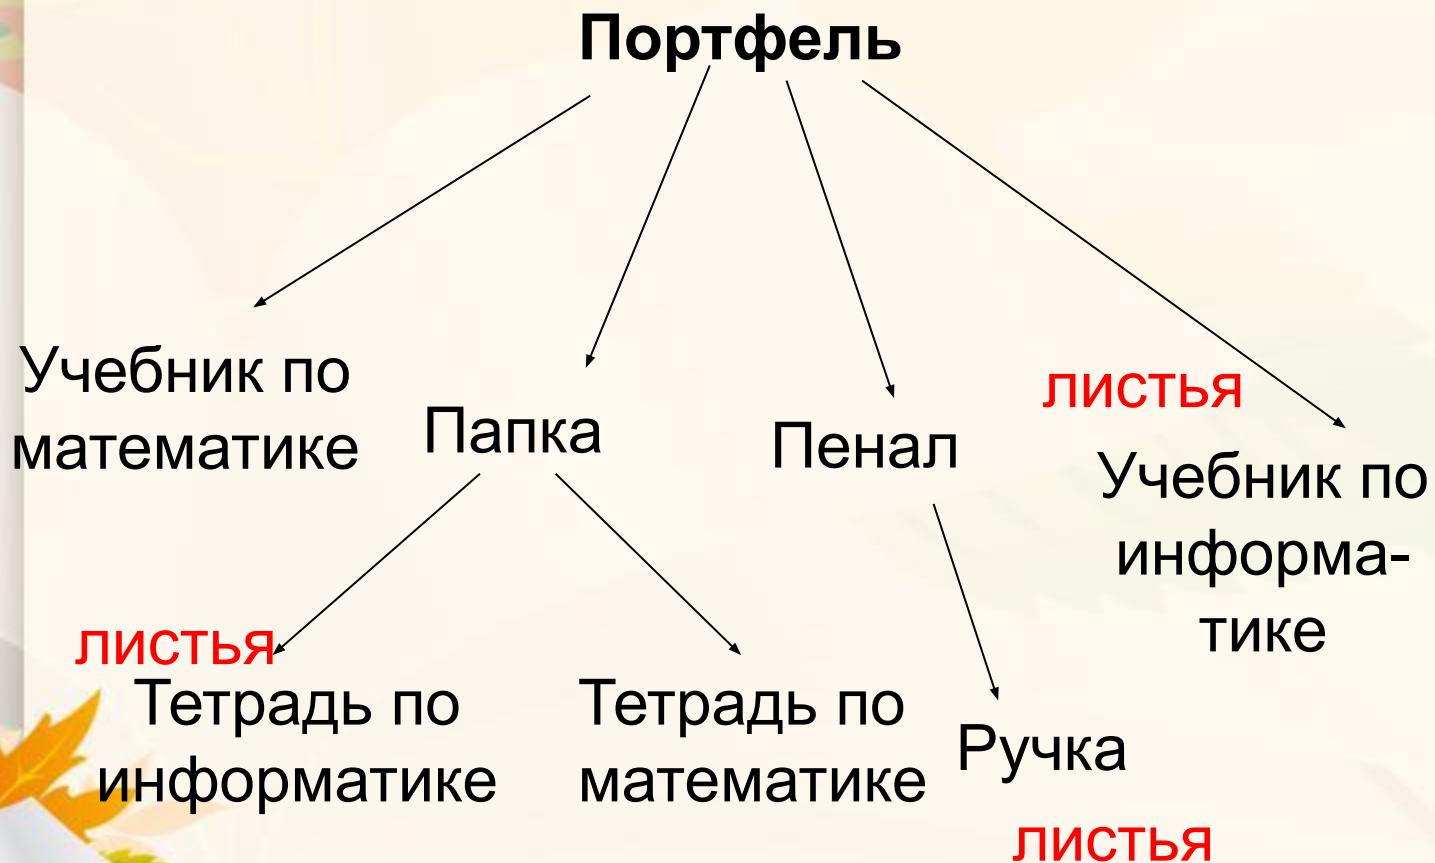 Портфель
Учебник по
математике
Папка
Пенал
листья
Учебник по
информа-
тике
листья
Тетрадь по
информатике
Тетрадь по
математике
Ручка
листья